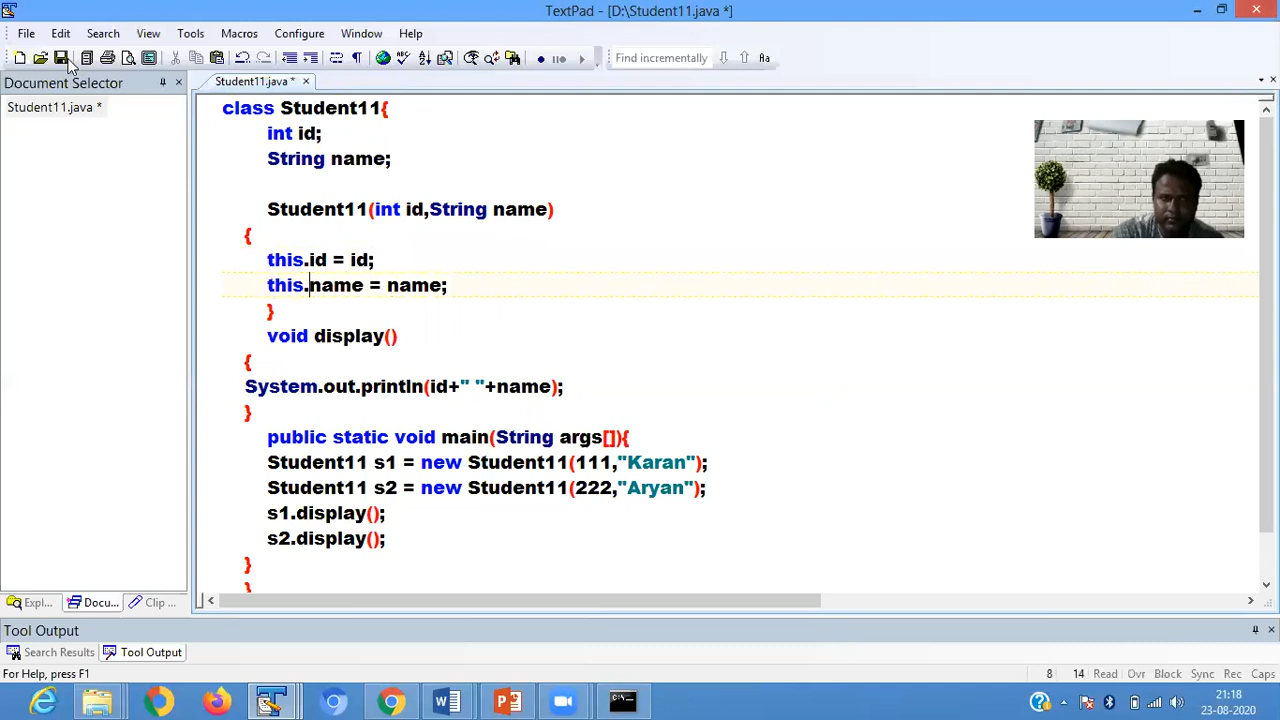 TextPad - [D:\Student11.java *]
File Edit Search View Tools Macros Configure Window Help
Find incrementally
Document Selector
Student11.java *
Student11.java *
class Student11{
int id;
String name;
Student11(int id,String name)
{
this.id = id;
this.name = name;
}
void display()
{
System.out.println(id+" "+name);
}
public static void main(String args[]){
Student11 s1 = new Student11(111,"Karan");
Student11 s2 = new Student11(222,"Aryan");
s1.display();
s2.display();
}
}
Expl... Docu... Clip ...
Tool Output
Search Results Tool Output
For Help, press F1
8 14 Read Ovr Block Sync Rec Caps
21:18
23-08-2020